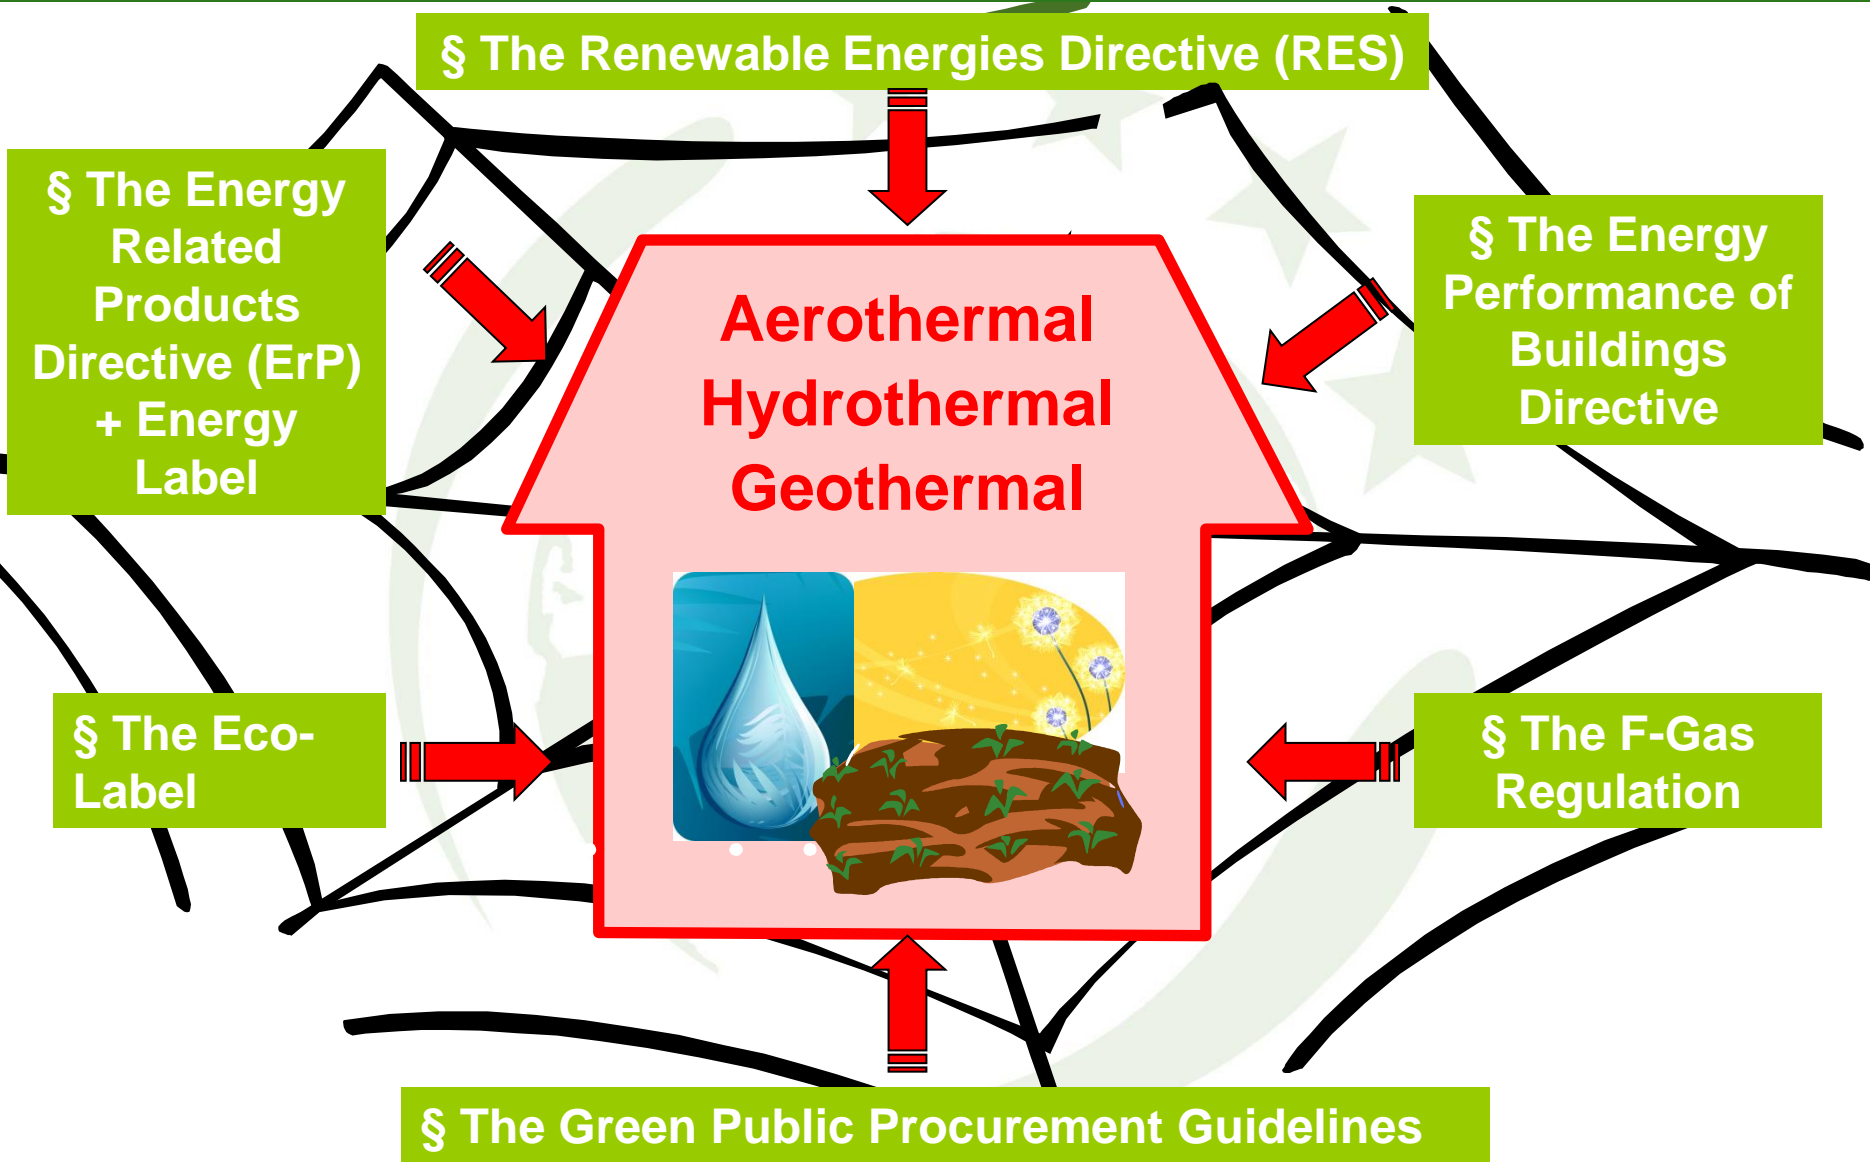 § The Renewable Energies Directive (RES)
§ The Energy
Related
Products
Directive (ErP)
+ Energy
Label
§ The Energy
Performance of
Buildings
Directive
Aerothermal
Hydrothermal
Geothermal
§ The Eco-
Label
§ The F-Gas
Regulation
§ The Green Public Procurement Guidelines